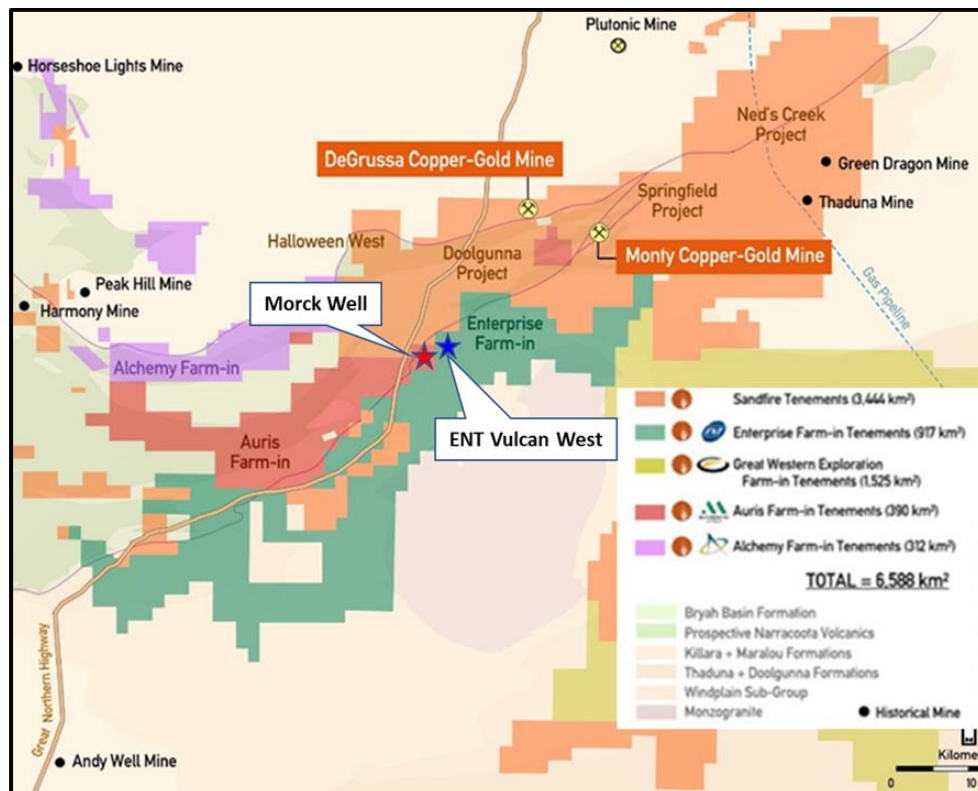 Plutonic Mine
Horseshoe Lights Mine
Ned's Creek
Project
DeGrussa Copper-Gold Mine
Green Dragon Mine
Springfield
Project
Thaduna Mine
Halloween West
Doolgunna
Project
Monty Copper-Gold Mine
Peak Hill Mine
Harmony Mine
Morck Well
Gas Pipeline
Enterprise
Farm-in
Alchemy Farm-in
ENT Vulcan West
Auris
Farm-in
Sandfire Tenements (3,444 km²)
Enterprise Farm-in Tenements (917 km²)
Great Western Exploration
Farm-in Tenements (1,525 km²)
Auris Farm-in Tenements (390 km²)
Alchemy Farm-in Tenements (312 km²)
TOTAL = 6,588 km²
Bryah Basin Formation
Prospective Narracoota Volcanics
Killara + Maralou Formations
Thaduna + Doolgunna Formations
Windplain Sub-Group
Monzogranite
Historical Mine
Great Northern Highway
Andy Well Mine
Kilome
0 10